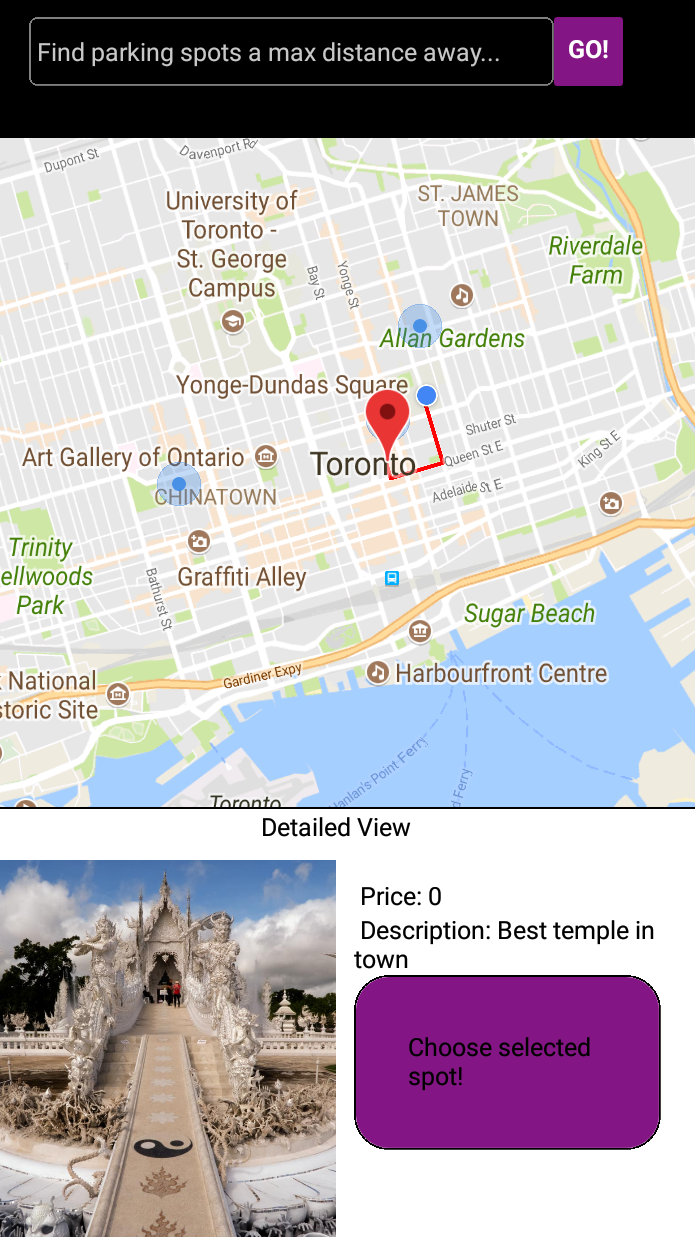 Find parking spots a max distance away...
GO!
Dupont St
Davenport Rd
University of
Toronto -
St. George
Campus
ST. JAMES
TOWN
Riverdale
Farm
Bay St
Yonge St
Allan Gardens
Yonge-Dundas Square
Shuter St
Queen St E
King St E
Adelaide St E
Art Gallery of Ontario
Toronto
CHINATOWN
Trinity
ellwoods
Park
Graffiti Alley
Bathurst St
Sugar Beach
Gardiner Expy
Harbourfront Centre
National
storic Site
Hanlan's Point Ferry
d Ferry
Toronto
Detailed View
Price: 0
Description: Best temple in
town
Choose selected
spot!